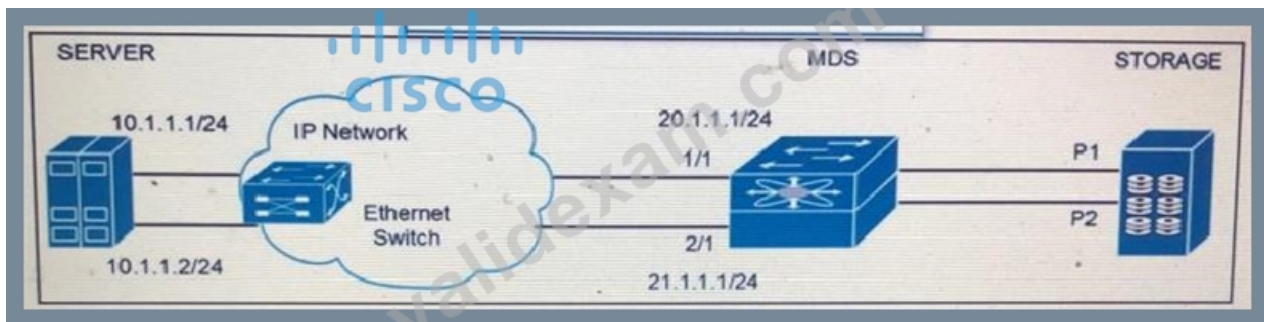 SERVER
MDS
STORAGE
CISCO
10.1.1.1/24
IP Network
20.1.1.1/24
1/1
P1
Ethernet
Switch
P2
2/1
10.1.1.2/24
21.1.1.1/24
validexam.com